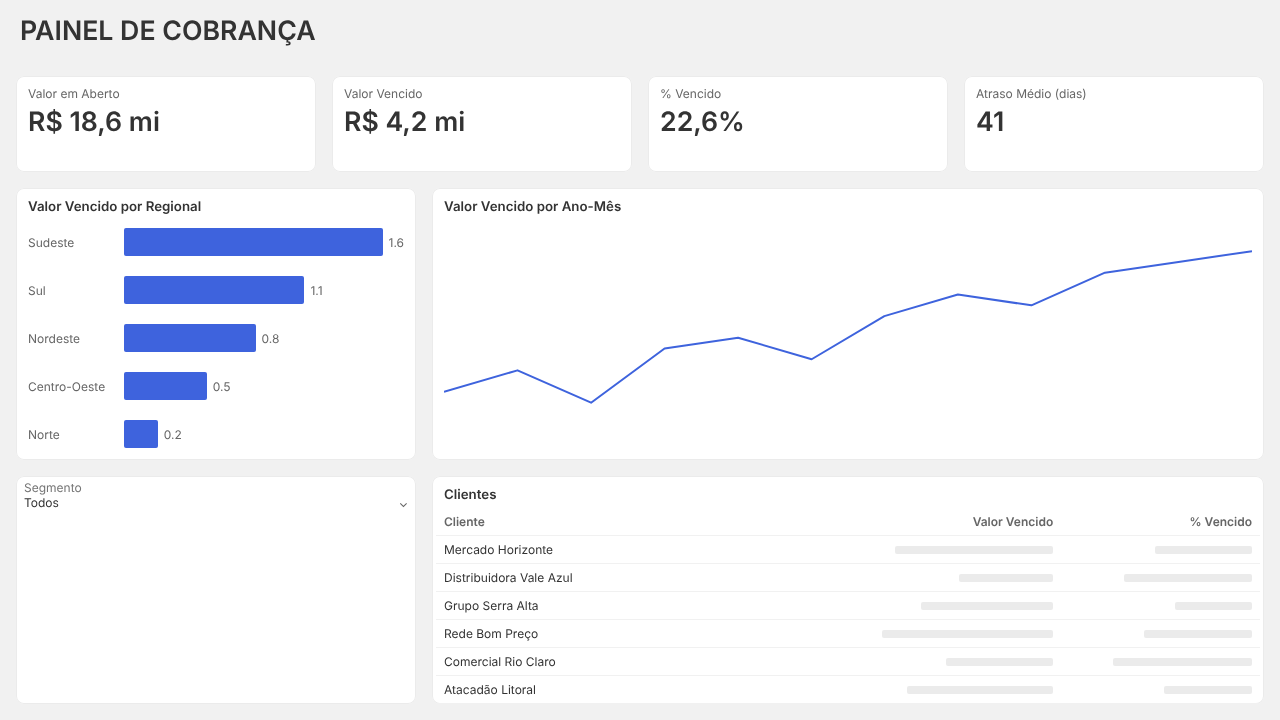 PAINEL DE COBRANÇA
Valor em Aberto
R$ 18,6 mi
Valor Vencido
R$ 4,2 mi
% Vencido
22,6%
Atraso Médio (dias)
41
Valor Vencido por Regional
Sudeste 1.6
Sul 1.1
Nordeste 0.8
Centro-Oeste 0.5
Norte 0.2
Valor Vencido por Ano-Mês
Segmento
Todos
Clientes
Cliente Valor Vencido % Vencido
Mercado Horizonte
Distribuidora Vale Azul
Grupo Serra Alta
Rede Bom Preço
Comercial Rio Claro
Atacadão Litoral